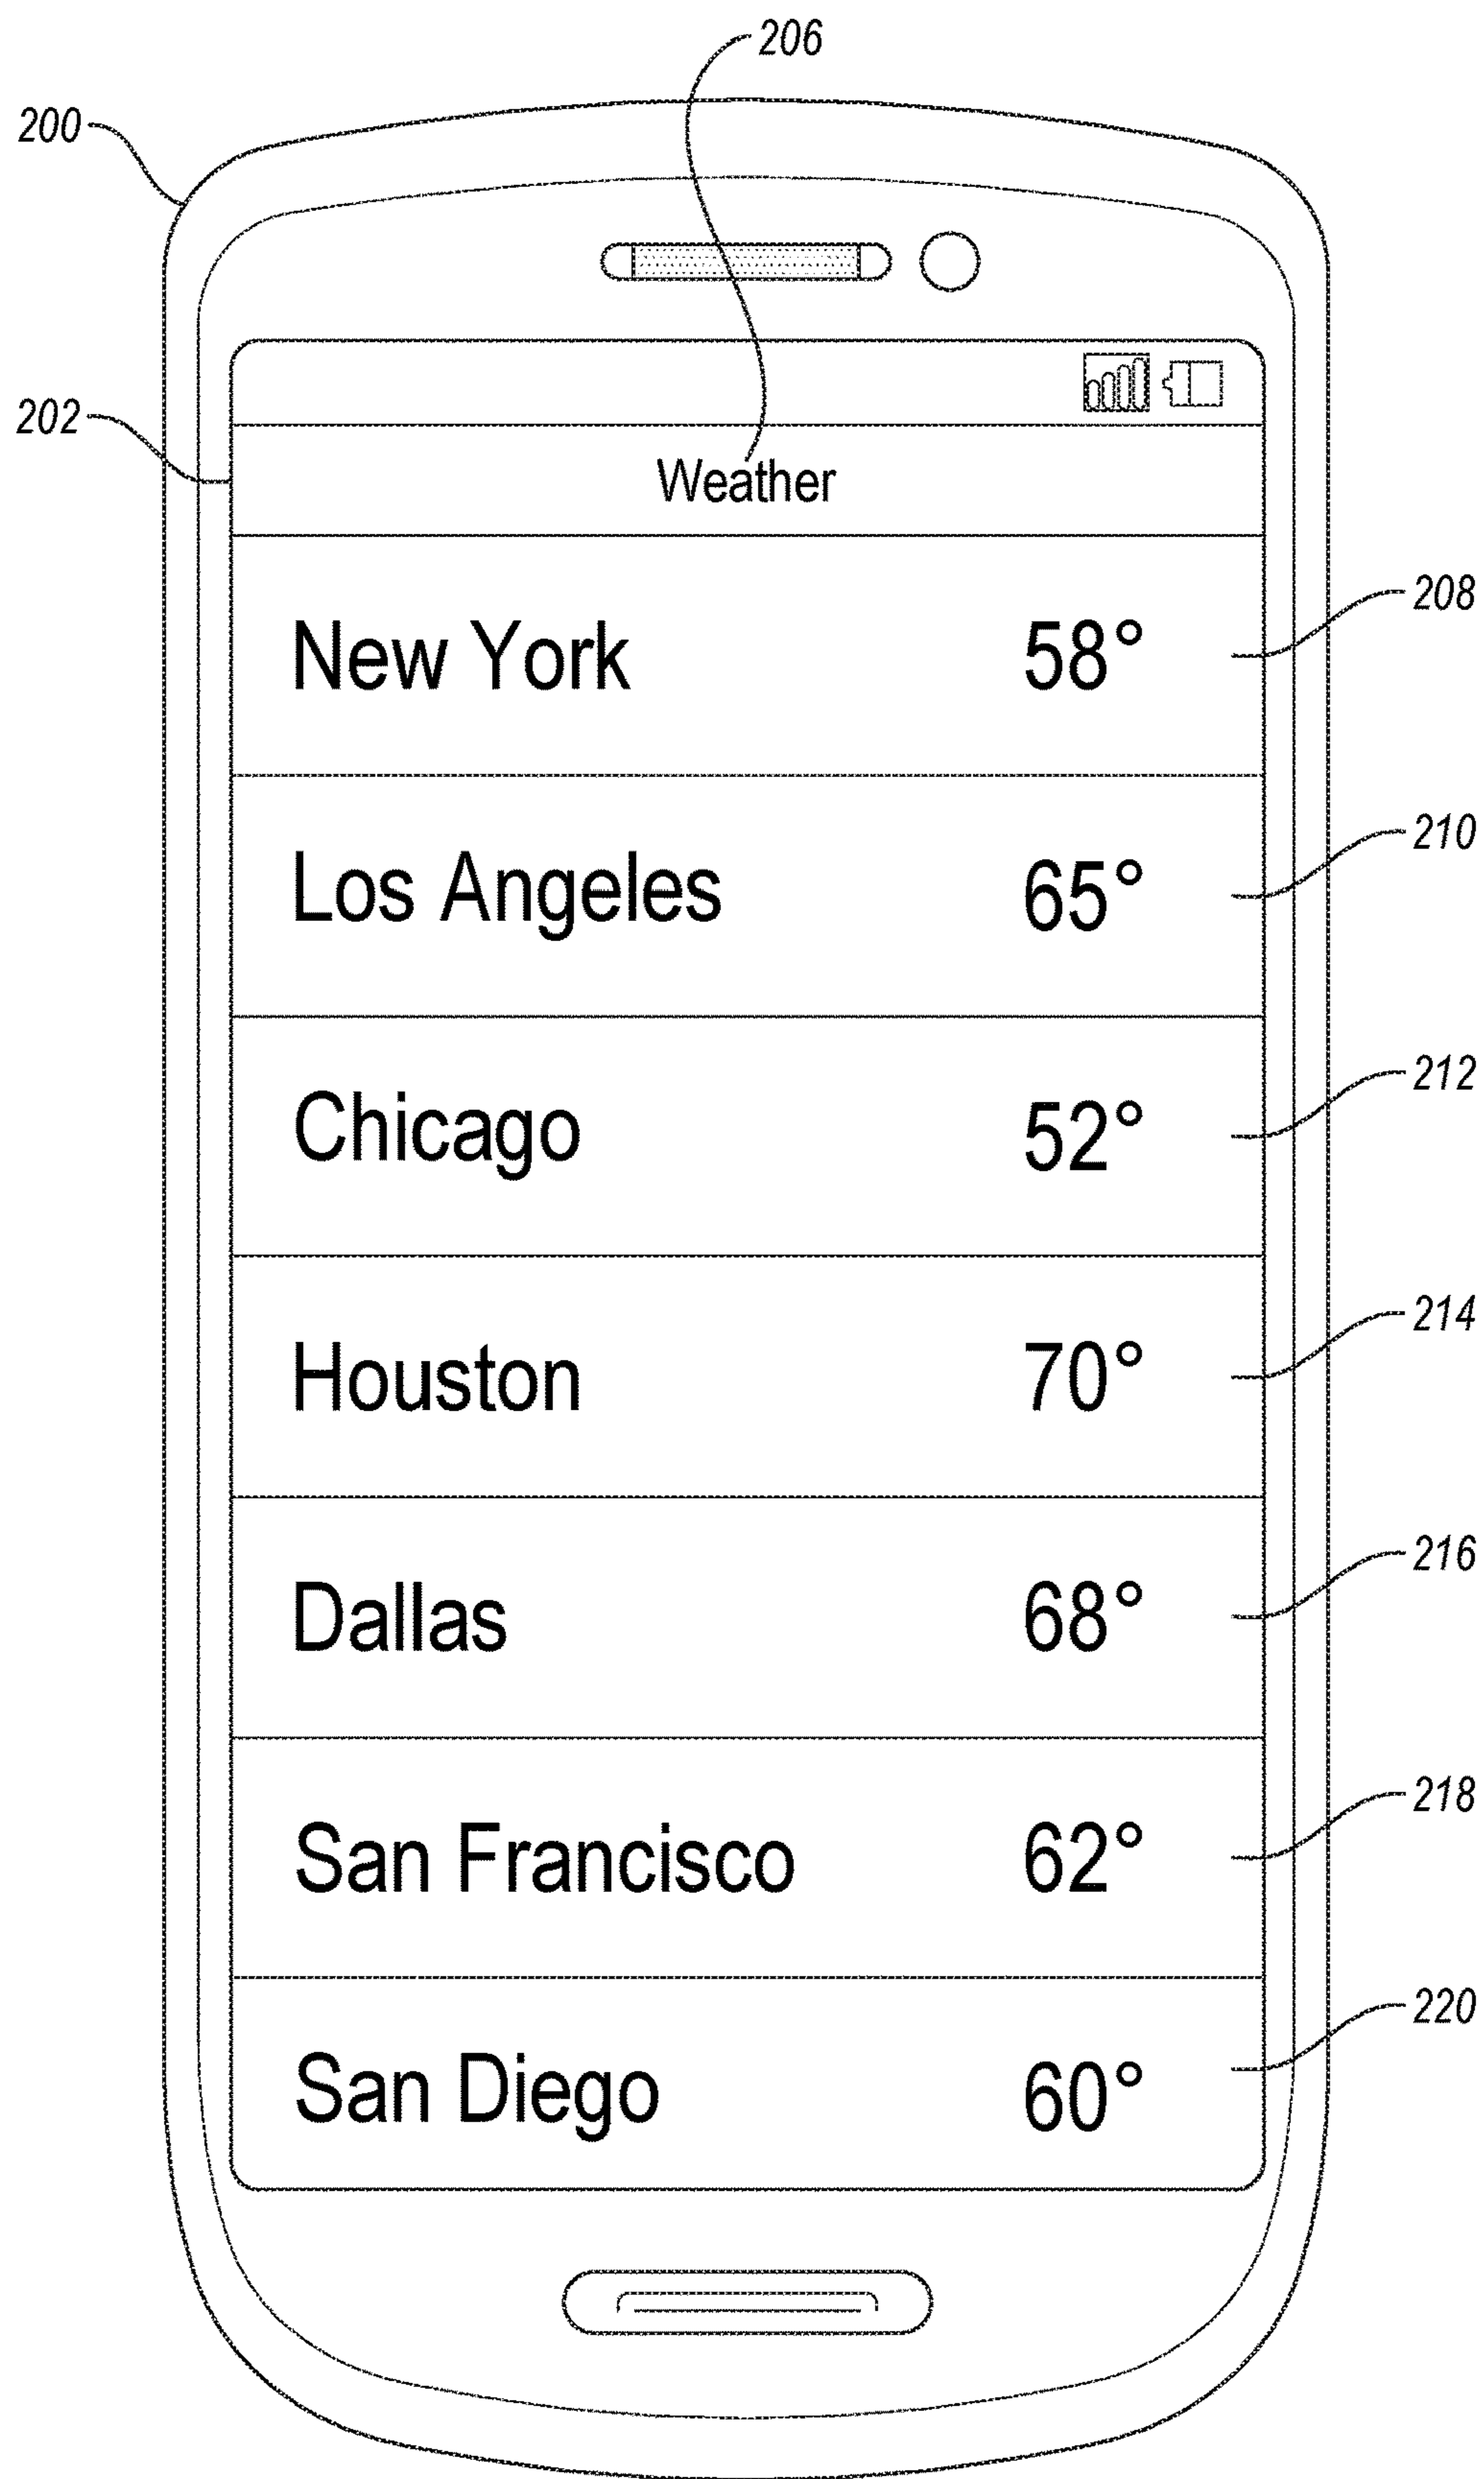 206
200
202
Weather
New York 58° 208
Los Angeles 65° 210
Chicago 52° 212
Houston 70° 214
Dallas 68° 216
San Francisco 62° 218
San Diego 60° 220